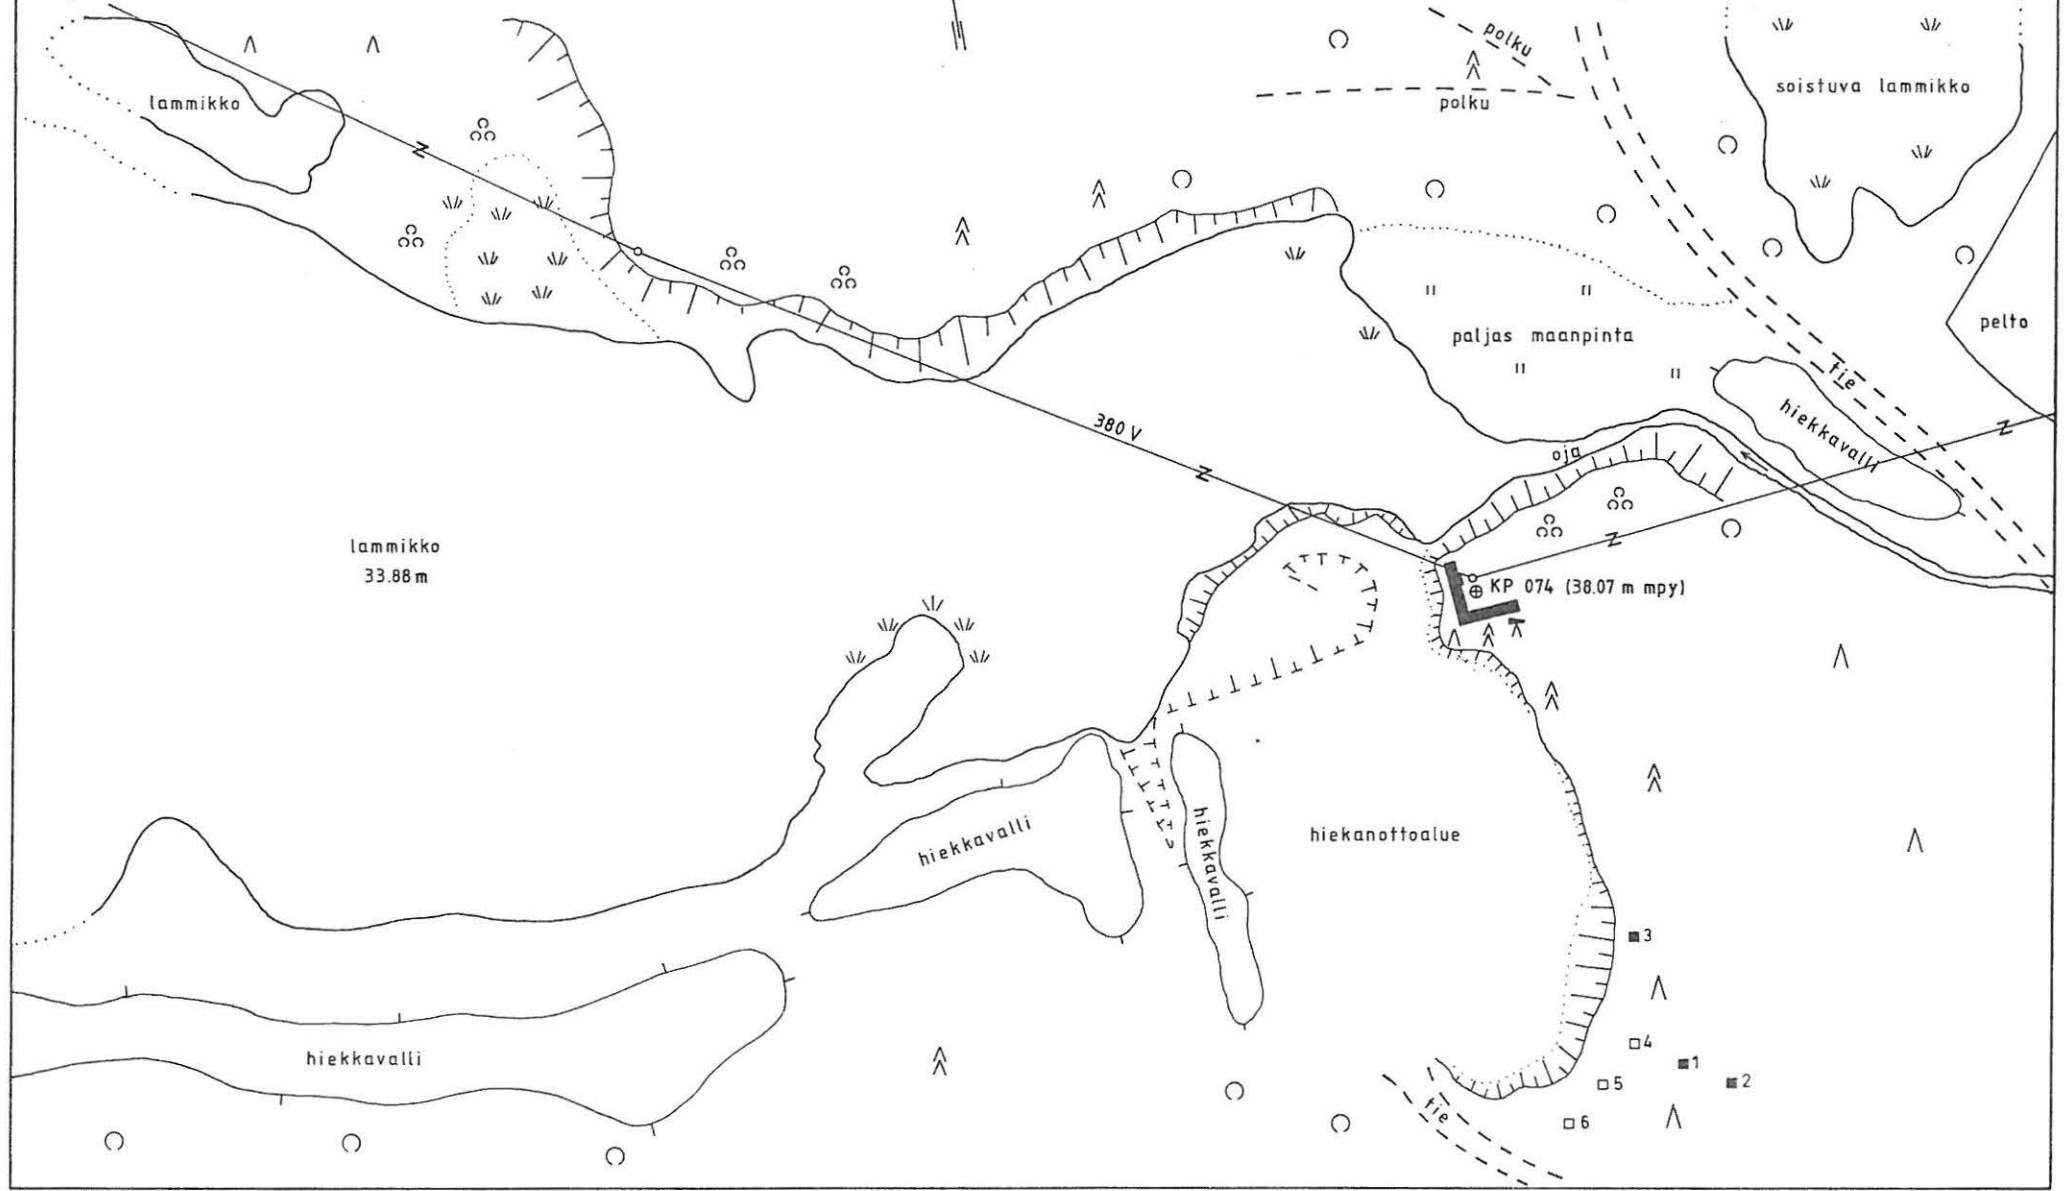 polku
polku
soistuva lammikko
lammikko
paljas maanpinta
pelto
tie
hiekkavalli
380 V
oja
lammikko
33.88 m
KP 074 (38.07 m mpy)
hiekkavalli
hiekkavalli
hiekanottoalue
3
4
1
5
2
6
hiekkavalli
tie